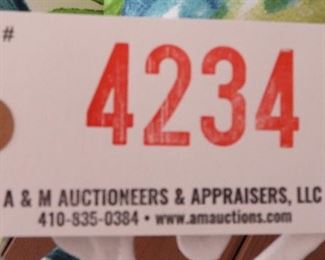 #
4234
A & M AUCTIONEERS & APPRAISERS, LLC
410-835-0384 • www.amauctions.com